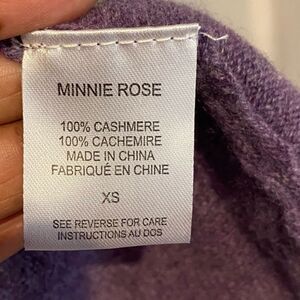 MINNIE ROSE
100% CASHMERE
100% CACHEMIRE
MADE IN CHINA
FABRIQUÉ EN CHINE
XS
SEE REVERSE FOR CARE
INSTRUCTIONS AU DOS